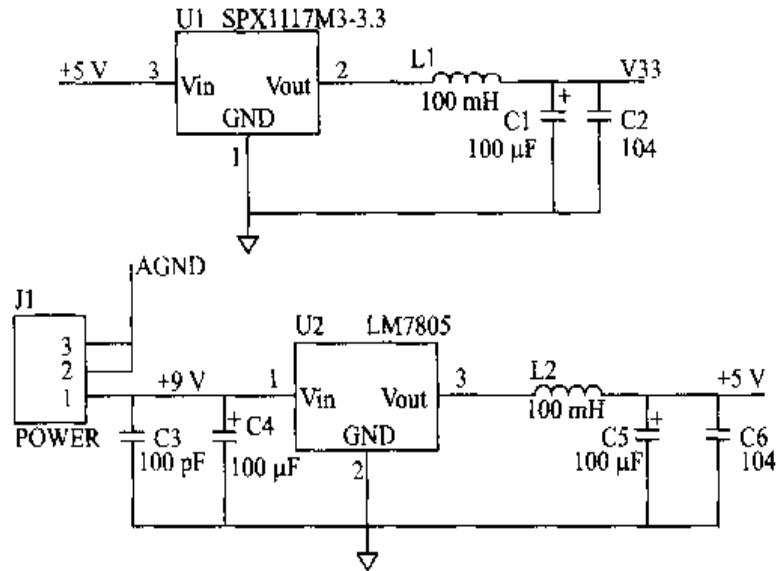 U1 SPX1117M3-3.3
+5 V
3
Vin
Vout
2
L1
100 mH
V33
GND
1
+
C1
100 μF
C2
104
AGND
J1
3
2
1
POWER
+9 V
C3
100 pF
+
C4
100 μF
U2 LM7805
1
Vin
Vout
3
GND
2
L2
100 mH
+5 V
+
C5
100 μF
C6
104